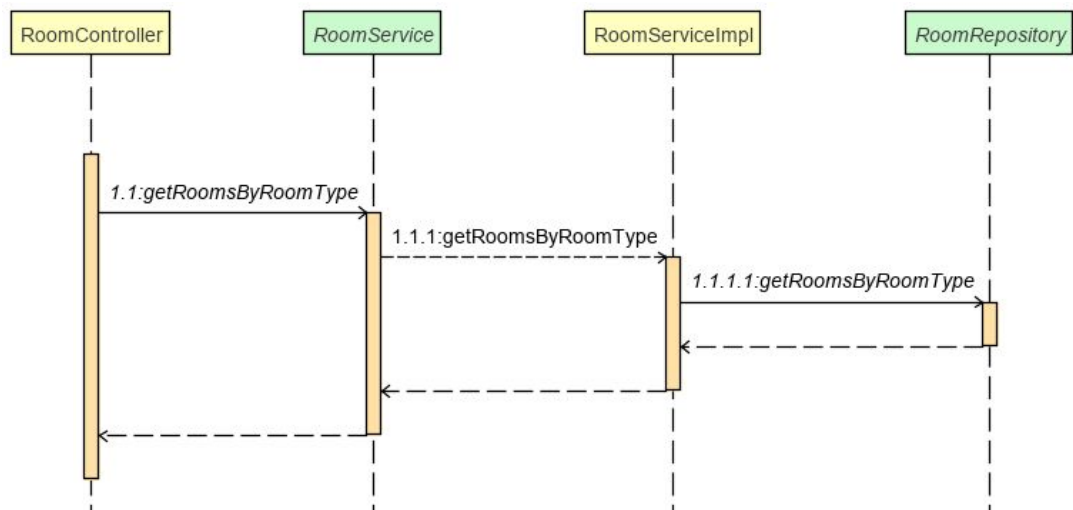 RoomController
RoomService
RoomServiceImpl
RoomRepository
1.1:getRoomsByRoomType
1.1.1:getRoomsByRoomType
1.1.1.1:getRoomsByRoomType